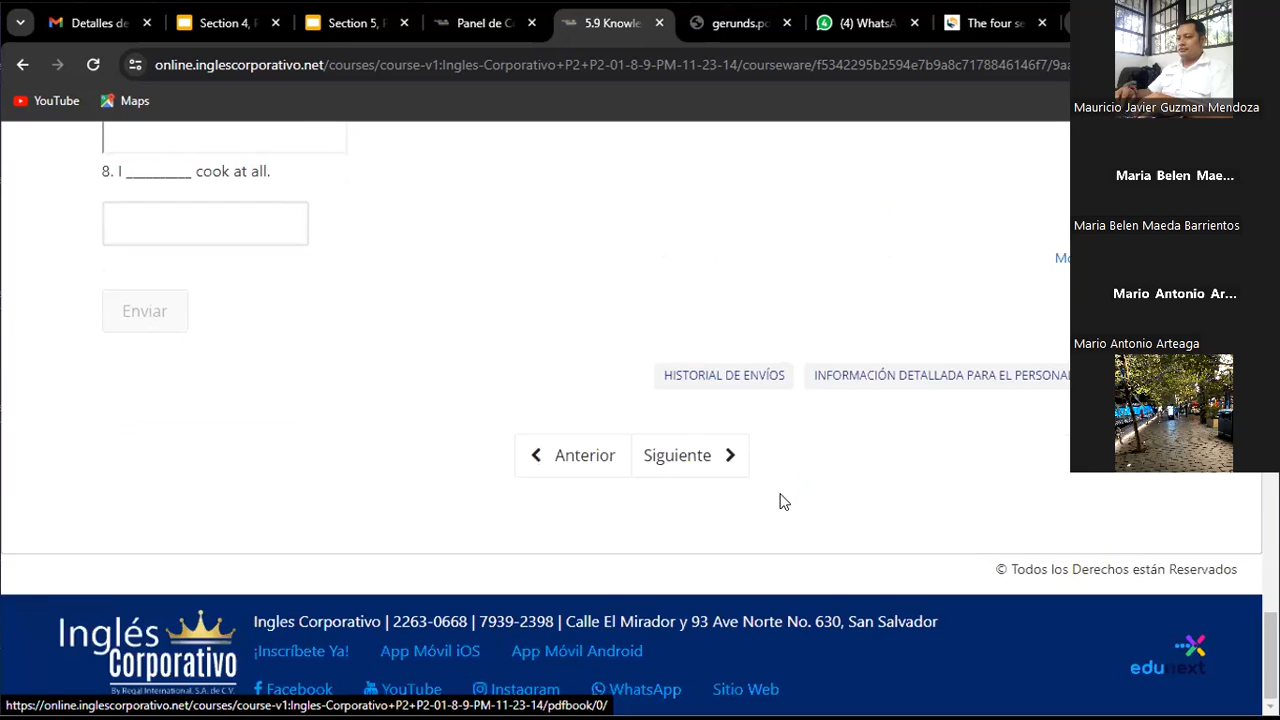 Detalles de
Section 4,
Section 5,
Panel de C
5.9 Knowle
gerunds.p
(4) WhatsA
The four se
online.inglescorporativo.net/courses/course-v1:Ingles-Corporativo+P2+P2-01-8-9-PM-11-23-14/courseware/f5342295b2594e7b9a8c7178846146f7/9aa
YouTube
Maps
8. I ________ cook at all.
Enviar
HISTORIAL DE ENVÍOS
INFORMACIÓN DETALLADA PARA EL PERSONAL
Anterior
Siguiente
© Todos los Derechos están Reservados
Inglés
Corporativo
By Regal International, S.A. de C.V.
Ingles Corporativo | 2263-0668 | 7939-2398 | Calle El Mirador y 93 Ave Norte No. 630, San Salvador
¡Inscríbete Ya!
App Móvil iOS
App Móvil Android
Facebook
YouTube
Instagram
WhatsApp
Sitio Web
edunext
https://online.inglescorporativo.net/courses/course-v1:Ingles-Corporativo+P2+P2-01-8-9-PM-11-23-14/pdfbook/0/
Mauricio Javier Guzman Mendoza
Maria Belen Mae...
Maria Belen Maeda Barrientos
Mario Antonio Ar...
Mario Antonio Arteaga